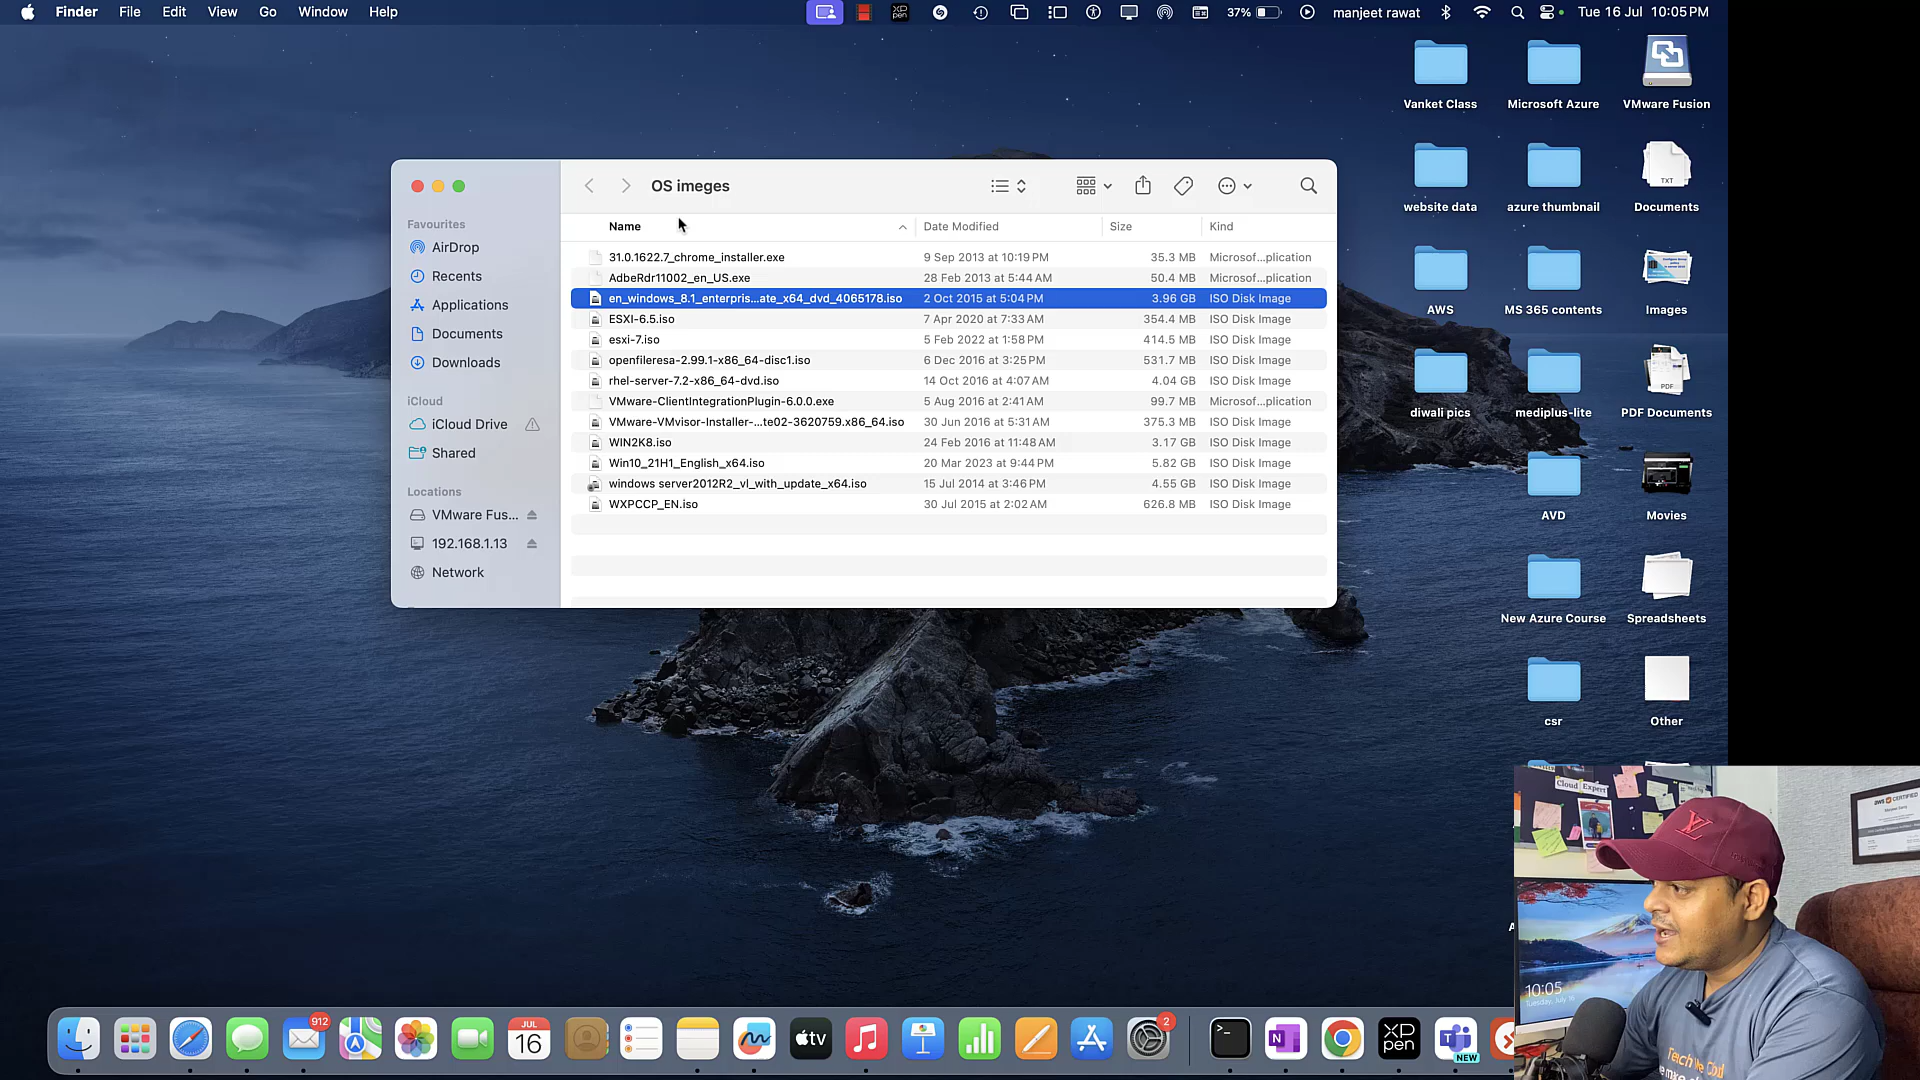 Finder File Edit View Go Window Help
37% manjeet rawat Tue 16 Jul 10:05 PM
Vanket Class
Microsoft Azure
VMware Fusion
website data
azure thumbnail
TXT
Documents
AWS
MS 365 contents
Images
diwali pics
mediplus-lite
PDF
PDF Documents
AVD
Movies
New Azure Course
Spreadsheets
csr
Other
OS imeges
Favourites
AirDrop
Recents
Applications
Documents
Downloads
iCloud
iCloud Drive
Shared
Locations
VMware Fus...
192.168.1.13
Network
Name Date Modified Size Kind
31.0.1622.7_chrome_installer.exe 9 Sep 2013 at 10:19 PM 35.3 MB Microsof...plication
AdbeRdr11002_en_US.exe 28 Feb 2013 at 5:44 AM 50.4 MB Microsof...plication
en_windows_8.1_enterpris...ate_x64_dvd_4065178.iso 2 Oct 2015 at 5:04 PM 3.96 GB ISO Disk Image
ESXI-6.5.iso 7 Apr 2020 at 7:33 AM 354.4 MB ISO Disk Image
esxi-7.iso 5 Feb 2022 at 1:58 PM 414.5 MB ISO Disk Image
openfileresa-2.99.1-x86_64-disc1.iso 6 Dec 2016 at 3:25 PM 531.7 MB ISO Disk Image
rhel-server-7.2-x86_64-dvd.iso 14 Oct 2016 at 4:07 AM 4.04 GB ISO Disk Image
VMware-ClientIntegrationPlugin-6.0.0.exe 5 Aug 2016 at 2:41 AM 99.7 MB Microsof...plication
VMware-VMvisor-Installer-...te02-3620759.x86_64.iso 30 Jun 2016 at 5:31 AM 375.3 MB ISO Disk Image
WIN2K8.iso 24 Feb 2016 at 11:48 AM 3.17 GB ISO Disk Image
Win10_21H1_English_x64.iso 20 Mar 2023 at 9:44 PM 5.82 GB ISO Disk Image
windows server2012R2_vl_with_update_x64.iso 15 Jul 2014 at 3:46 PM 4.55 GB ISO Disk Image
WXPCCP_EN.iso 30 Jul 2015 at 2:02 AM 626.8 MB ISO Disk Image
Cloud Expert
aws CERTIFIED
10:05
Tuesday, July 16
912
JUL
16
tv
2
XP
pen
NEW